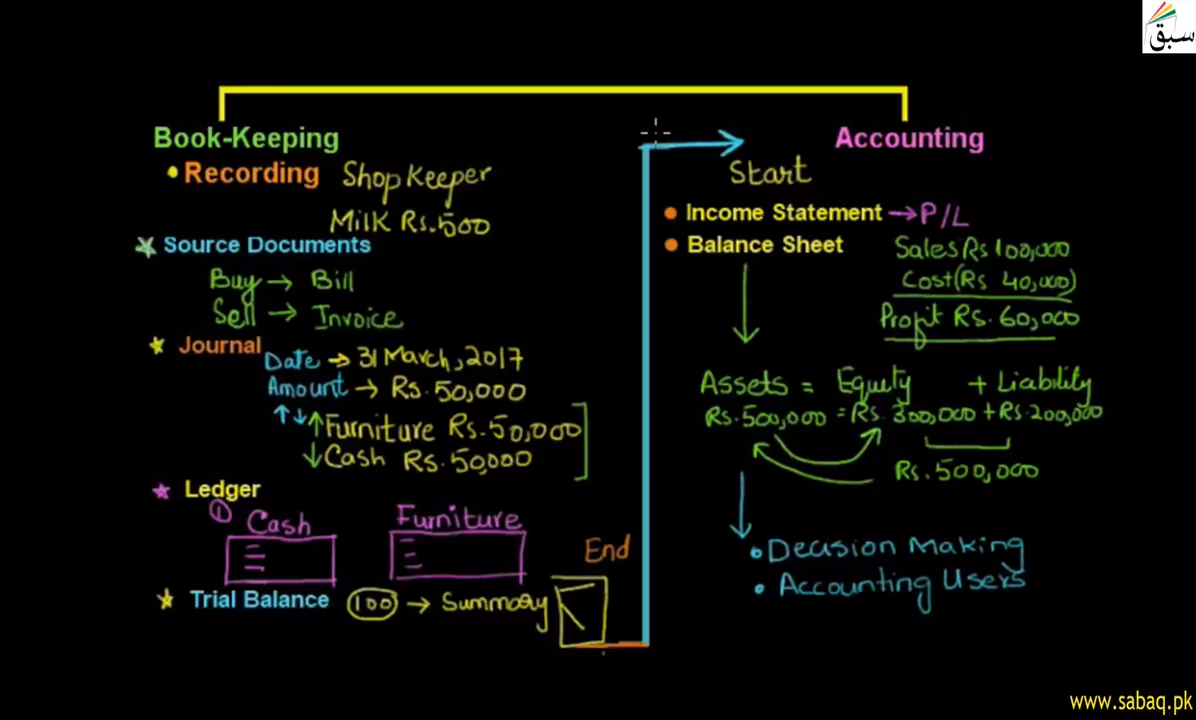 سبق
Book-Keeping
• Recording Shop Keeper
Milk Rs.500
Source Documents
Buy → Bill
Sell → Invoice
Journal
Date → 31 March, 2017
Amount → Rs.50,000
↑↓ ↑ Furniture Rs.50,000
↓ Cash Rs.50,000
Ledger
① Cash Furniture
Trial Balance 100 → Summary
End
Accounting
Start
• Income Statement → P/L
• Balance Sheet
Sales Rs 100,000
Cost (Rs 40,000)
Profit Rs.60,000
Assets = Equity + Liability
Rs.500,000 = Rs.300,000 + Rs.200,000
Rs.500,000
• Decision Making
• Accounting Users
www.sabaq.pk